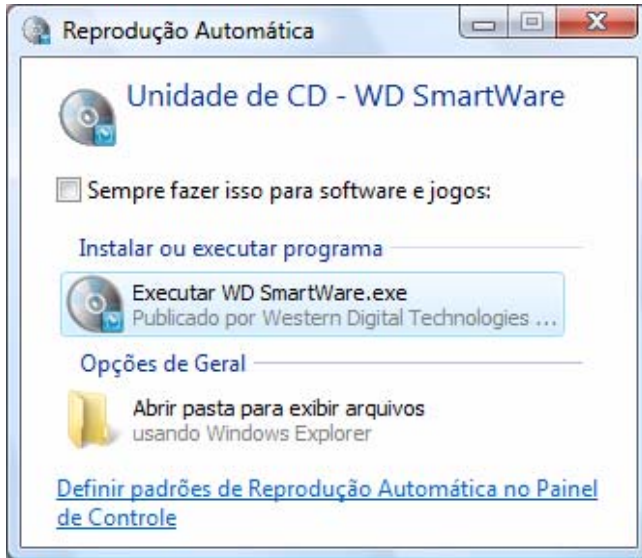 Reprodução Automática
Unidade de CD - WD SmartWare
Sempre fazer isso para software e jogos:
Instalar ou executar programa
Executar WD SmartWare.exe
Publicado por Western Digital Technologies ...
Opções de Geral
Abrir pasta para exibir arquivos
usando Windows Explorer
Definir padrões de Reprodução Automática no Painel
de Controle